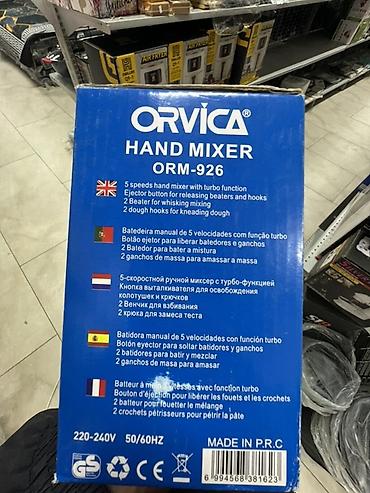 AIR FRYER
ORVICA®
HAND MIXER
ORM-926
5 speeds hand mixer with turbo function
Ejector button for releasing beaters and hooks
2 Beater for whisking mixing
2 dough hooks for kneading dough
Batedeira manual de 5 velocidades com função turbo
Botão ejetor para liberar batedores e ganchos
2 Batedor para bater a mistura
2 ganchos de massa para amassar a massa
5-скоростной ручной миксер с турбо-функцией
Кнопка выталкивателя для освобождения
колотушек и крючков
2 Венчик для взбивания
2 крюка для замеса теста
Batidora manual de 5 velocidades con función turbo
Botón eyector para soltar batidores y ganchos
2 batidores para batir y mezclar
2 ganchos de masa para amasar
Batteur à avec fonction turbo
Bouton d'éjection pour libérer les fouets et les crochets
2 batteur pour fouetter le mélange
2 crochets pétrisseurs pour pétrir la pâte
220-240V 50/60HZ
MADE IN P.R.C
GS CE
6 994568 381623